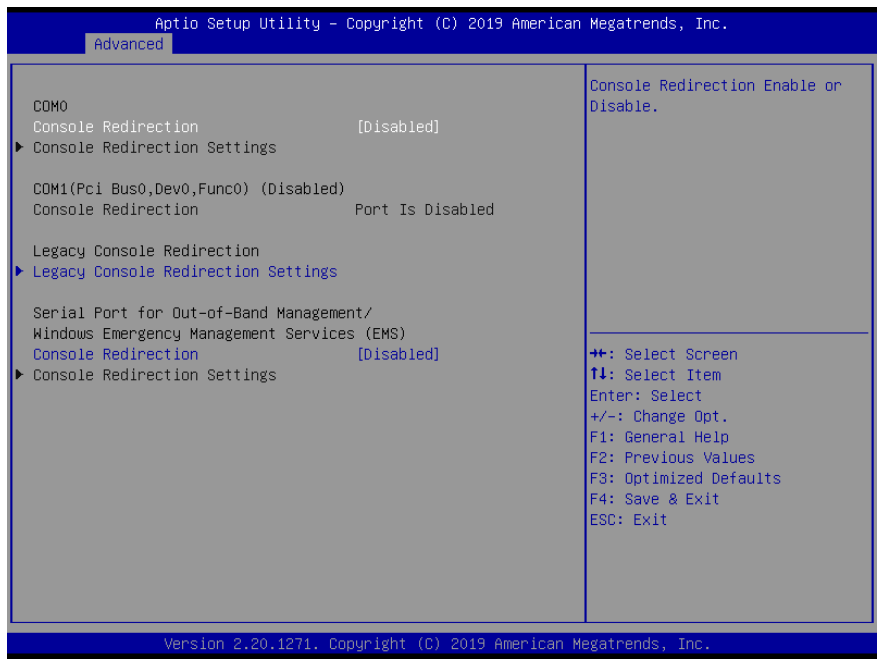 Aptio Setup Utility – Copyright (C) 2019 American Megatrends, Inc.
Advanced
COM0
Console Redirection [Disabled]
Console Redirection Settings
COM1(Pci Bus0,Dev0,Func0) (Disabled)
Console Redirection Port Is Disabled
Legacy Console Redirection
Legacy Console Redirection Settings
Serial Port for Out-of-Band Management/
Windows Emergency Management Services (EMS)
Console Redirection [Disabled]
Console Redirection Settings
Console Redirection Enable or
Disable.
→←: Select Screen
↑↓: Select Item
Enter: Select
+/-: Change Opt.
F1: General Help
F2: Previous Values
F3: Optimized Defaults
F4: Save & Exit
ESC: Exit
Version 2.20.1271. Copyright (C) 2019 American Megatrends, Inc.